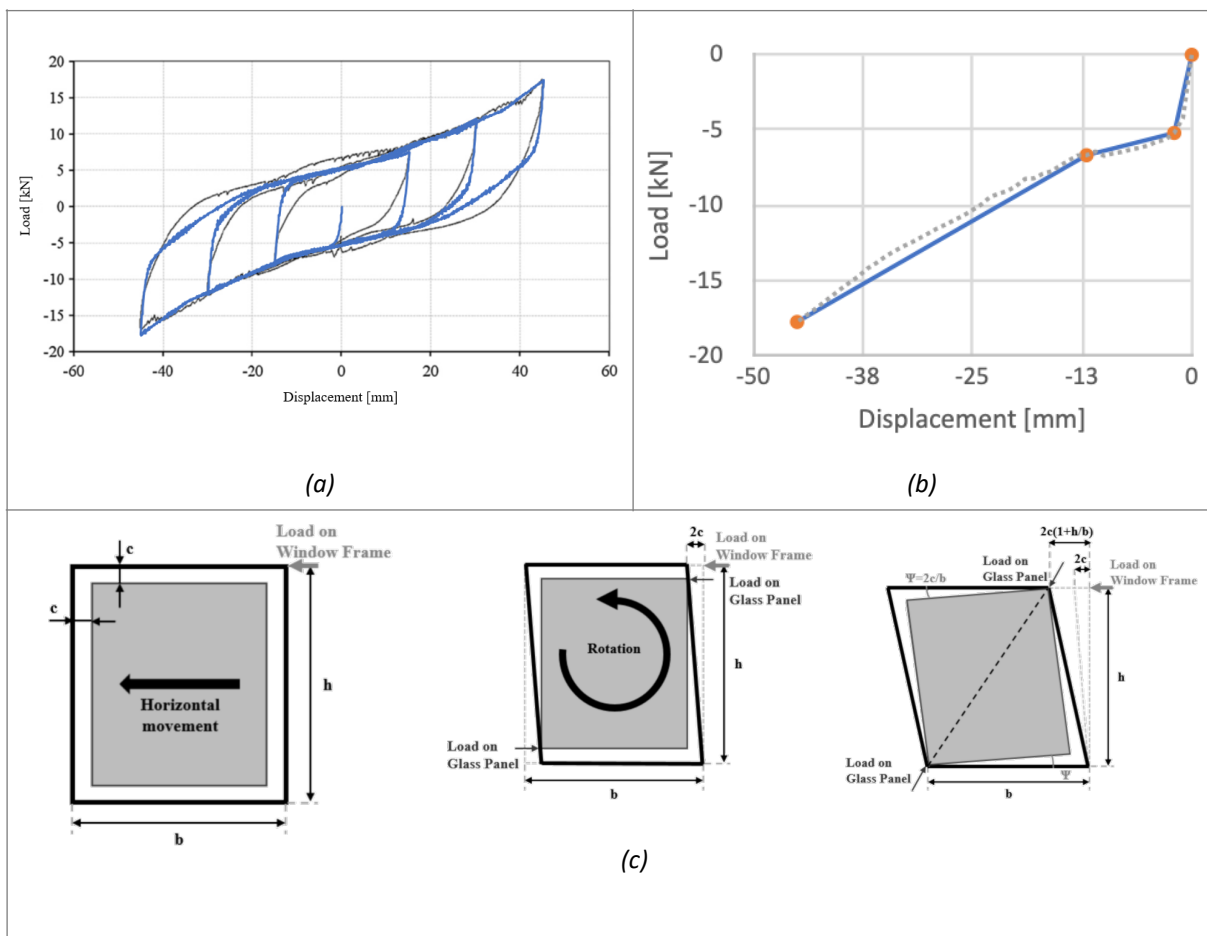 20
15
10
5
0
-5
-10
-15
-20
Load [kN]
-60
-40
-20
0
20
40
60
Displacement [mm]
(a)
0
-5
-10
-15
-20
Load [kN]
-50
-38
-25
-13
0
Displacement [mm]
(b)
Load on
Window Frame
c
c
Horizontal
movement
h
b
2c
Load on
Window Frame
Load on
Glass Panel
Rotation
h
Load on
Glass Panel
b
2c(1+h/b)
Load on
Glass Panel
2c
Load on
Window Frame
Ψ=2c/b
h
Load on
Glass Panel
Ψ
b
(c)